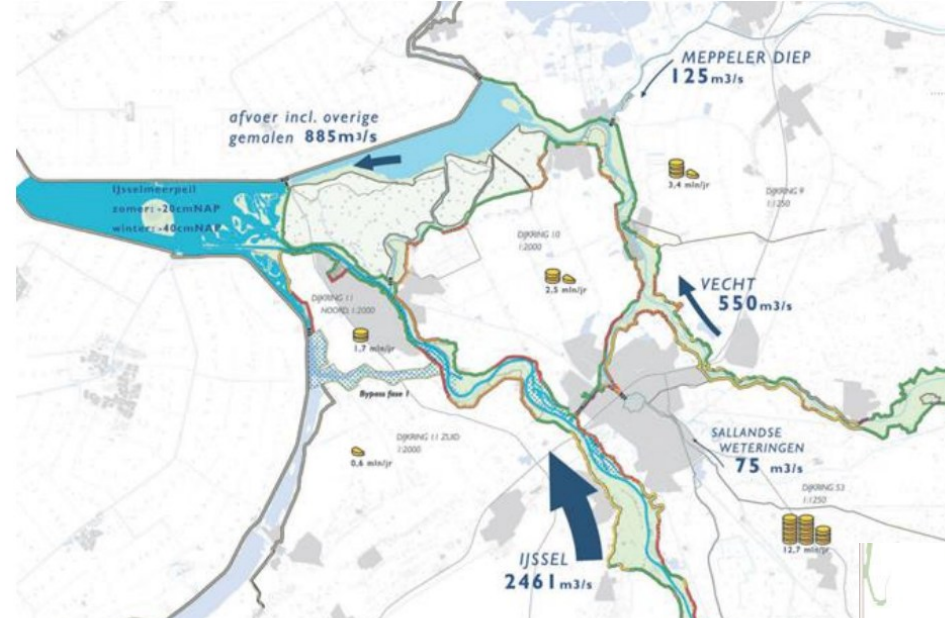 MEPPELER DIEP
125m3/s
afvoer incl. overige
gemalen 885m3/s
3,4 mln/jr
IJsselmeerpeil
zomer: -20cmNAP
winter: -40cmNAP
DIJKRING 9
1:1250
DIJKRING 10
1:2000
2,5 mln/jr
VECHT
550m3/s
DIJKRING 11
NOORD 1:2000
1,7 mln/jr
Bypass fase 1
DIJKRING 11 ZUID
1:2000
0,6 mln/jr
SALLANDSE
WETERINGEN
75 m3/s
DIJKRING 53
1:1250
12,7 mln/jr
IJSSEL
2461m3/s